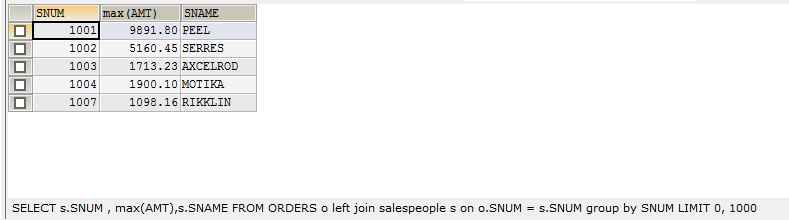 SNUM max(AMT) SNAME
1001 9891.80 PEEL
1002 5160.45 SERRES
1003 1713.23 AXCELROD
1004 1900.10 MOTIKA
1007 1098.16 RIKKLIN
SELECT s.SNUM , max(AMT),s.SNAME FROM ORDERS o left join salespeople s on o.SNUM = s.SNUM group by SNUM LIMIT 0, 1000